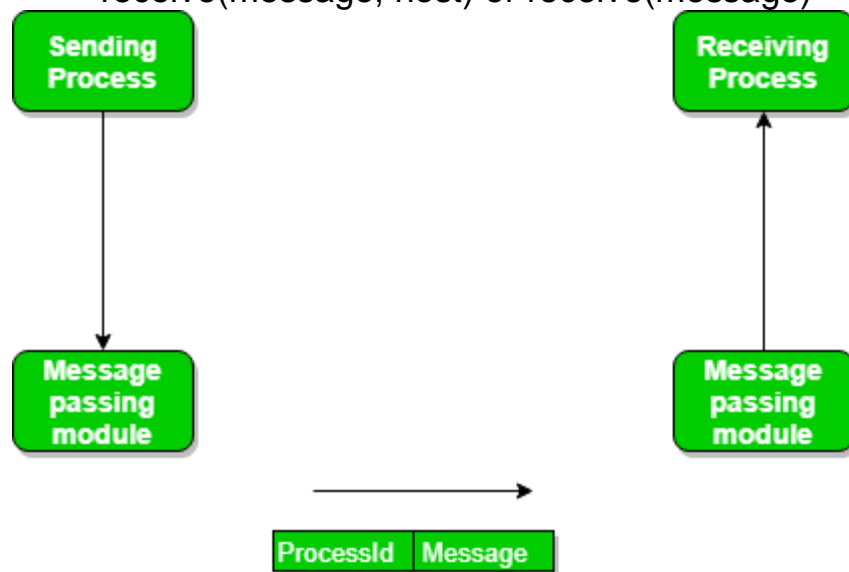 receive(message, host) or receive(message)
Sending
Process
Receiving
Process
Message
passing
module
Message
passing
module
ProcessId Message